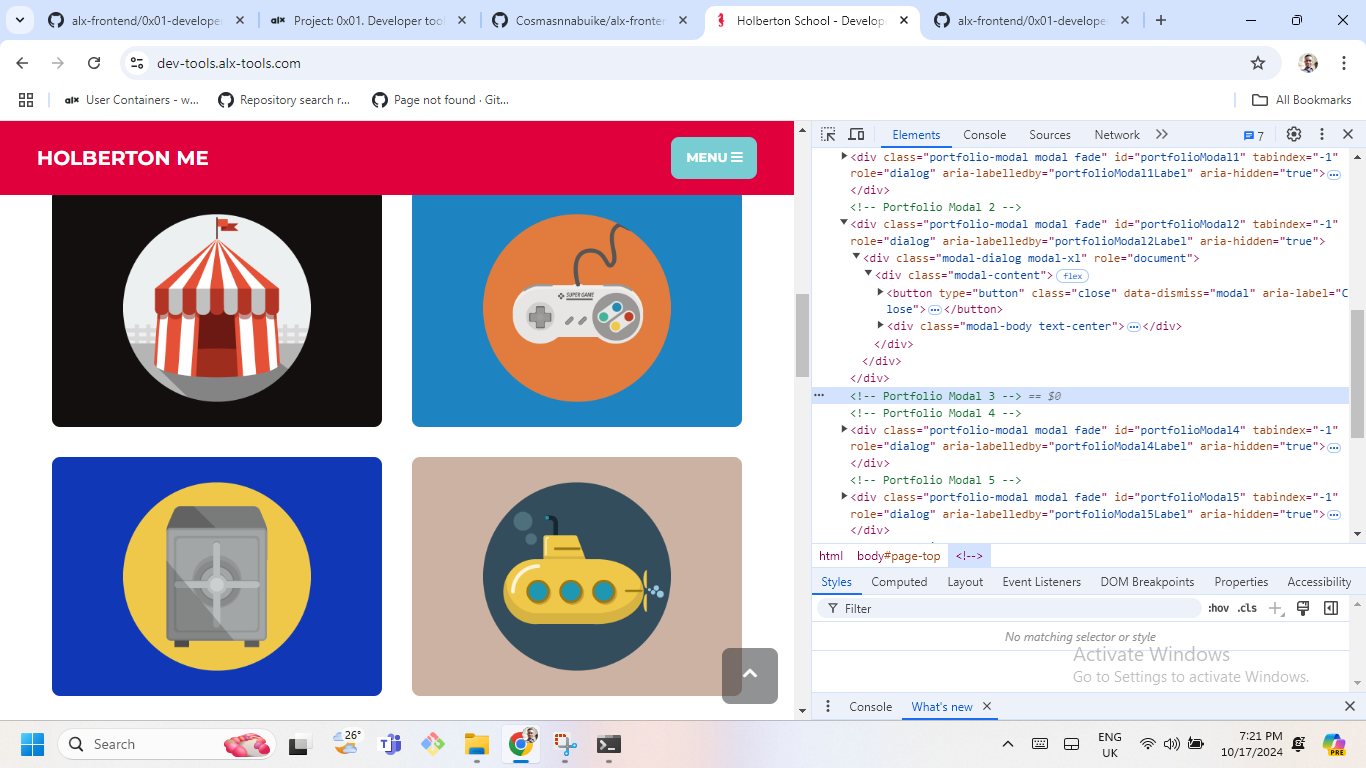 alx-frontend/0x01-develope
Project: 0x01. Developer tool
Cosmasnnabuike/alx-fronter
Holberton School - Develop
alx-frontend/0x01-develope
dev-tools.alx-tools.com
alx User Containers - w...
Repository search r...
Page not found · Git...
All Bookmarks
HOLBERTON ME
MENU
SUPER GAME
Elements
Console
Sources
Network
7
<div class="portfolio-modal modal fade" id="portfolioModal1" tabindex="-1"
role="dialog" aria-labelledby="portfolioModal1Label" aria-hidden="true">
</div>
<!-- Portfolio Modal 2 -->
<div class="portfolio-modal modal fade" id="portfolioModal2" tabindex="-1"
role="dialog" aria-labelledby="portfolioModal2Label" aria-hidden="true">
<div class="modal-dialog modal-xl" role="document">
<div class="modal-content"> flex
<button type="button" class="close" data-dismiss="modal" aria-label="C
lose"> … </button>
<div class="modal-body text-center"> … </div>
</div>
</div>
</div>
<!-- Portfolio Modal 3 --> == $0
<!-- Portfolio Modal 4 -->
<div class="portfolio-modal modal fade" id="portfolioModal4" tabindex="-1"
role="dialog" aria-labelledby="portfolioModal4Label" aria-hidden="true">
</div>
<!-- Portfolio Modal 5 -->
<div class="portfolio-modal modal fade" id="portfolioModal5" tabindex="-1"
role="dialog" aria-labelledby="portfolioModal5Label" aria-hidden="true">
</div>
html body#page-top <!-->
Styles Computed Layout Event Listeners DOM Breakpoints Properties Accessibility
Filter
:hov .cls
No matching selector or style
Activate Windows
Go to Settings to activate Windows.
Console What's new
Search
26°
ENG
UK
7:21 PM
10/17/2024
PRE